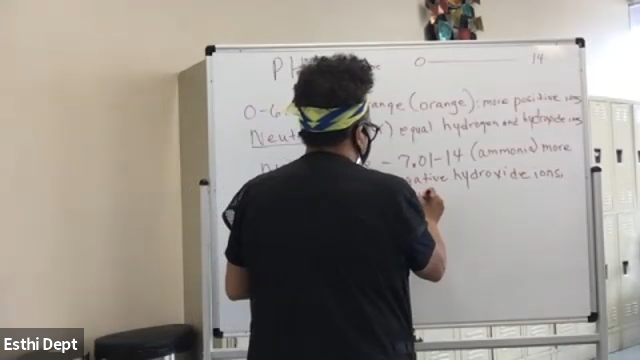 PH 0 14
0-6 ange (orange): more positive ions
Neut r) equal hydrogen and hydroxide ions
- 7.01-14 (ammonia) more
gative hydroxide ions,
Esthi Dept